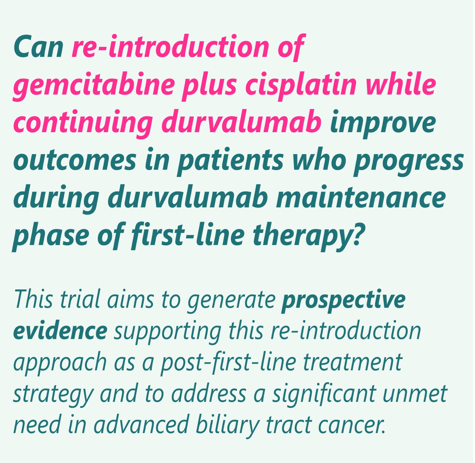 Can re-introduction of
gemcitabine plus cisplatin while
continuing durvalumab improve
outcomes in patients who progress
during durvalumab maintenance
phase of first-line therapy?
This trial aims to generate prospective
evidence supporting this re-introduction
approach as a post-first-line treatment
strategy and to address a significant unmet
need in advanced biliary tract cancer.